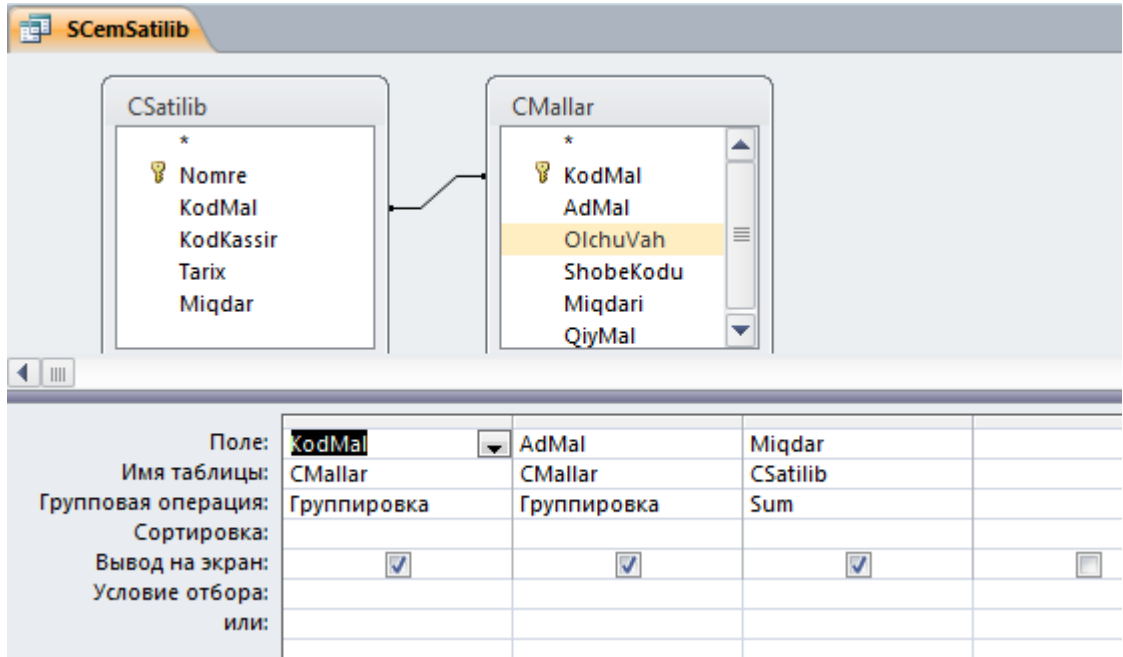 SCemSatilib
CSatilib
*
Nomre
KodMal
KodKassir
Tarix
Miqdar
CMallar
*
KodMal
AdMal
OlchuVah
ShobeKodu
Miqdari
QiyMal
Поле: KodMal AdMal Miqdar
Имя таблицы: CMallar CMallar CSatilib
Групповая операция: Группировка Группировка Sum
Сортировка:
Вывод на экран:
Условие отбора:
или: